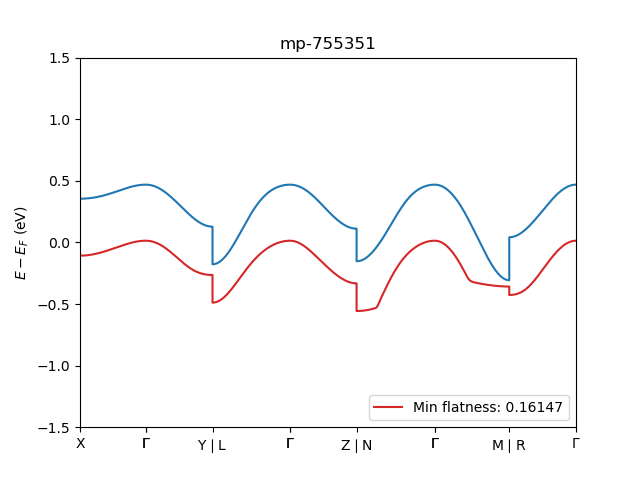 mp-755351
1.5
1.0
0.5
0.0
−0.5
−1.0
−1.5
E − E_F (eV)
Min flatness: 0.16147
X Γ Y | L Γ Z | N Γ M | R Γ